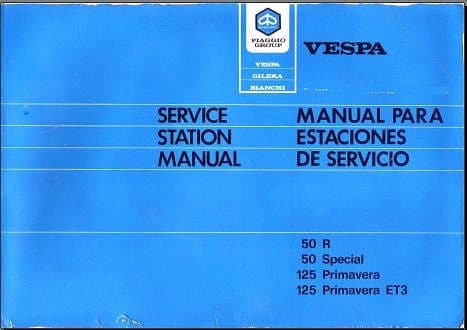 PIAGGIO
GROUP
VESPA
GILERA
BIANCHI
VESPA
SERVICE
STATION
MANUAL
MANUAL PARA
ESTACIONES
DE SERVICIO
50 R
50 Special
125 Primavera
125 Primavera ET3